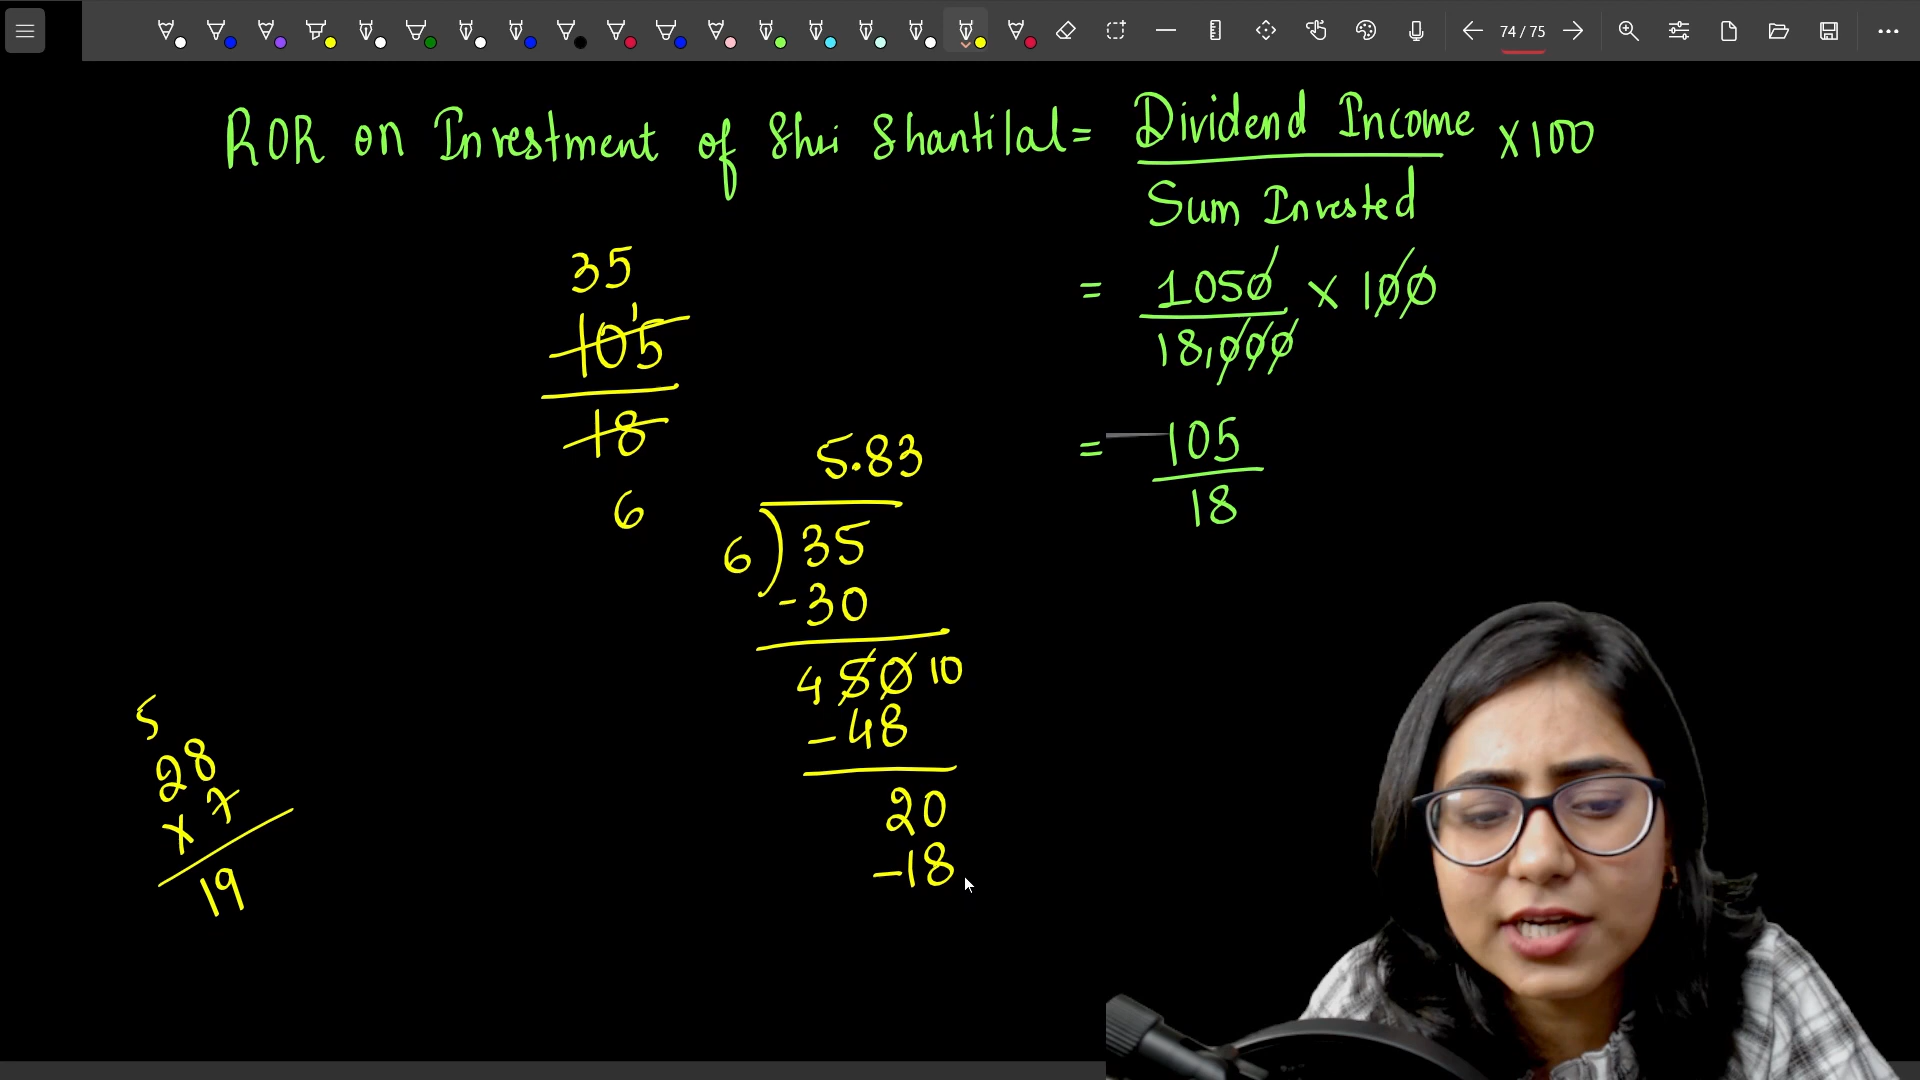 74 / 75
ROR on Investment of Shri Shantilal = Dividend Income × 100
Sum Invested
= 1050 × 100
18,000
= 105
18
35
1
105
18
6
5.83
6 ) 35
-30
4 50 10
-48
20
-18
5
28
× 7
19